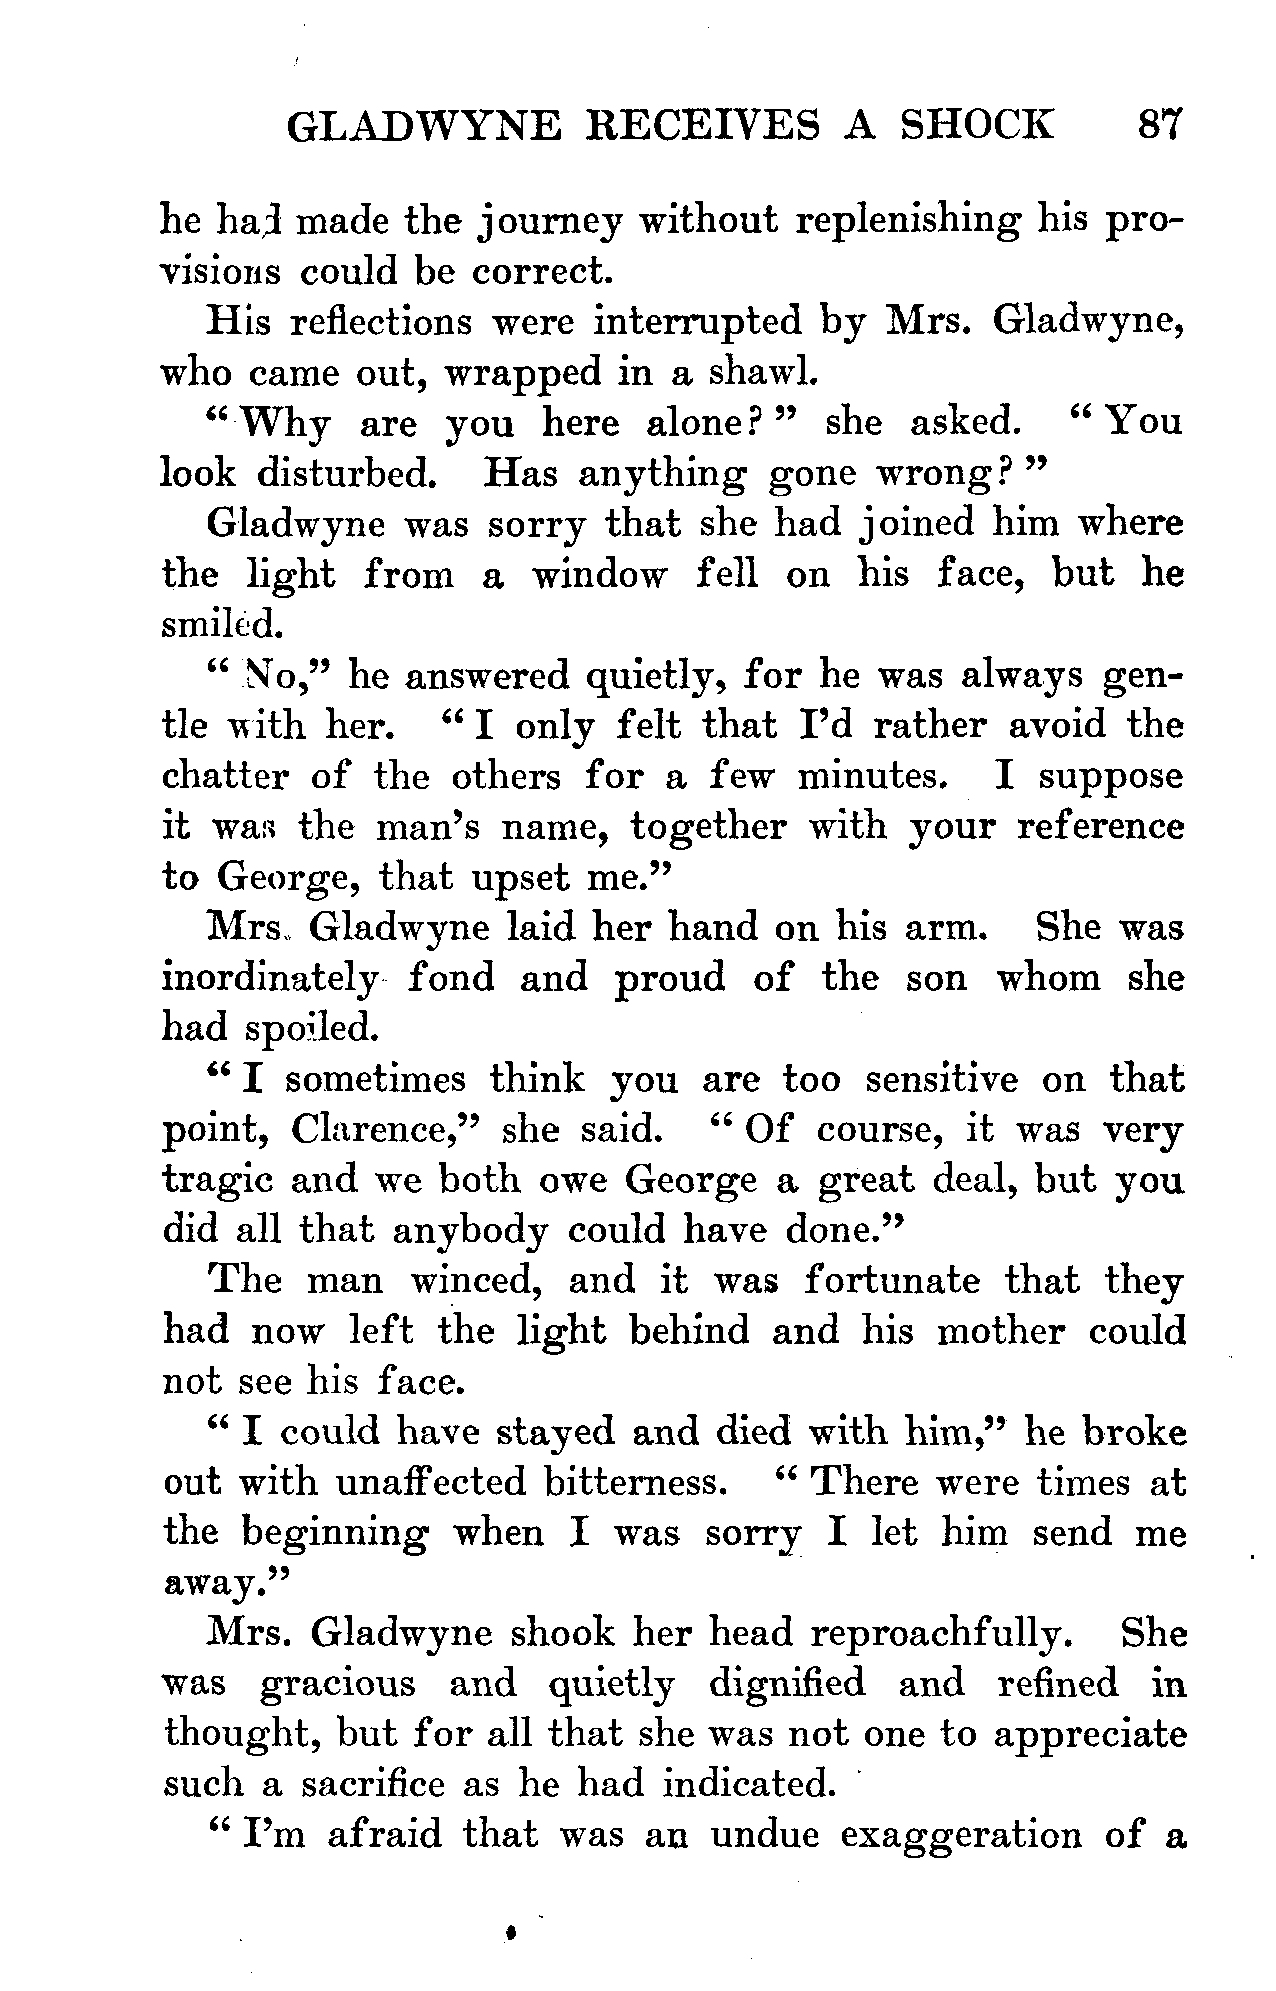 GLADWYNE RECEIVES A SHOCK 87
he had made the journey without replenishing his pro-
visions could be correct.
His reflections were interrupted by Mrs. Gladwyne,
who came out, wrapped in a shawl.
“Why are you here alone?” she asked. “You
look disturbed. Has anything gone wrong?”
Gladwyne was sorry that she had joined him where
the light from a window fell on his face, but he
smiled.
“No,” he answered quietly, for he was always gen-
tle with her. “I only felt that I’d rather avoid the
chatter of the others for a few minutes. I suppose
it was the man’s name, together with your reference
to George, that upset me.”
Mrs. Gladwyne laid her hand on his arm. She was
inordinately fond and proud of the son whom she
had spoiled.
“I sometimes think you are too sensitive on that
point, Clarence,” she said. “Of course, it was very
tragic and we both owe George a great deal, but you
did all that anybody could have done.”
The man winced, and it was fortunate that they
had now left the light behind and his mother could
not see his face.
“I could have stayed and died with him,” he broke
out with unaffected bitterness. “There were times at
the beginning when I was sorry I let him send me
away.”
Mrs. Gladwyne shook her head reproachfully. She
was gracious and quietly dignified and refined in
thought, but for all that she was not one to appreciate
such a sacrifice as he had indicated.
“I’m afraid that was an undue exaggeration of a